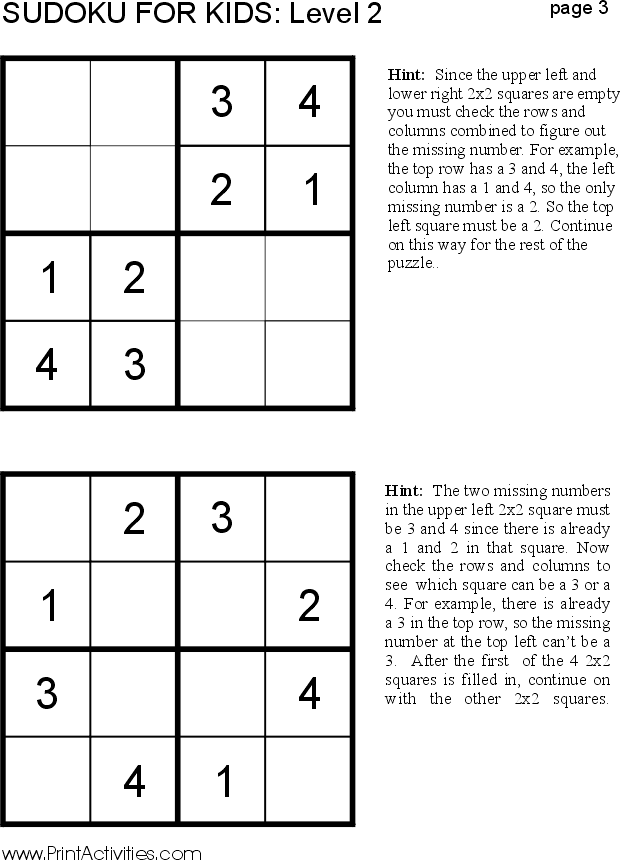 SUDOKU FOR KIDS: Level 2
page 3
3 4
2 1
1 2
4 3
Hint: Since the upper left and
lower right 2x2 squares are empty
you must check the rows and
columns combined to figure out
the missing number. For example,
the top row has a 3 and 4, the left
column has a 1 and 4, so the only
missing number is a 2. So the top
left square must be a 2. Continue
on this way for the rest of the
puzzle..
2 3
1 2
3 4
4 1
Hint: The two missing numbers
in the upper left 2x2 square must
be 3 and 4 since there is already
a 1 and 2 in that square. Now
check the rows and columns to
see which square can be a 3 or a
4. For example, there is already
a 3 in the top row, so the missing
number at the top left can't be a
3. After the first of the 4 2x2
squares is filled in, continue on
with the other 2x2 squares.
www.PrintActivities.com